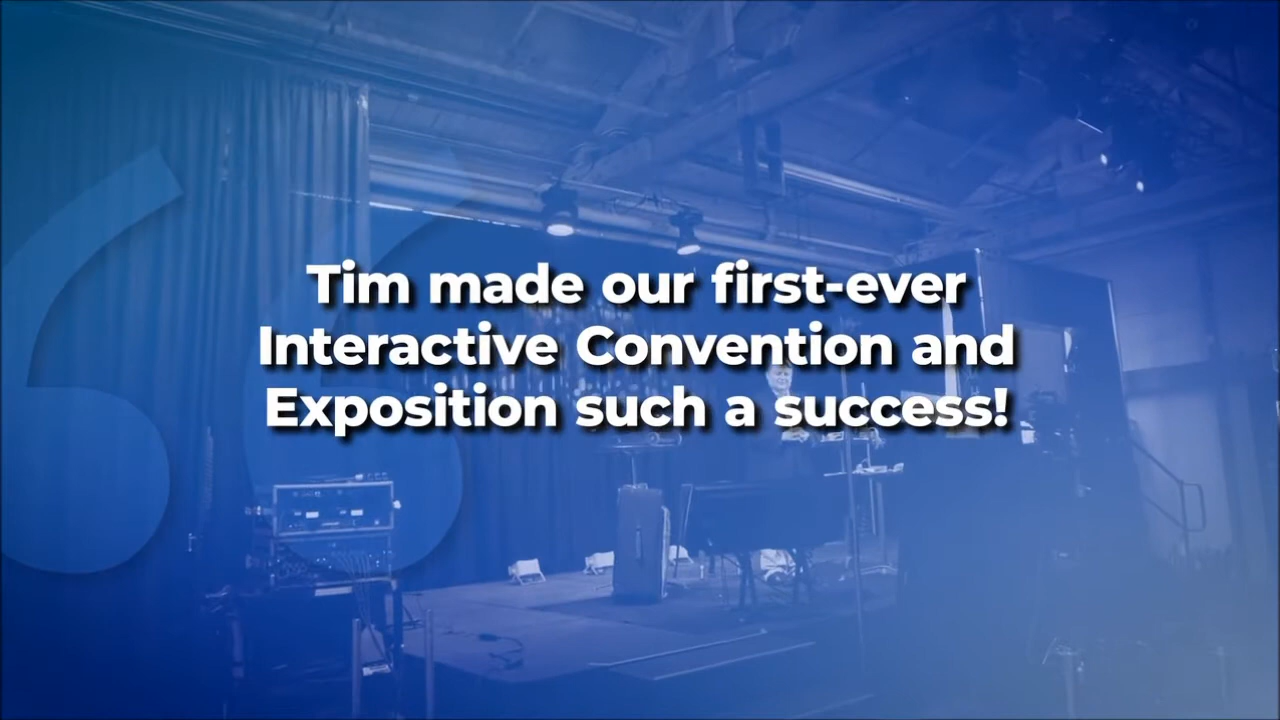 Tim made our first-ever
Interactive Convention and
Exposition such a success!